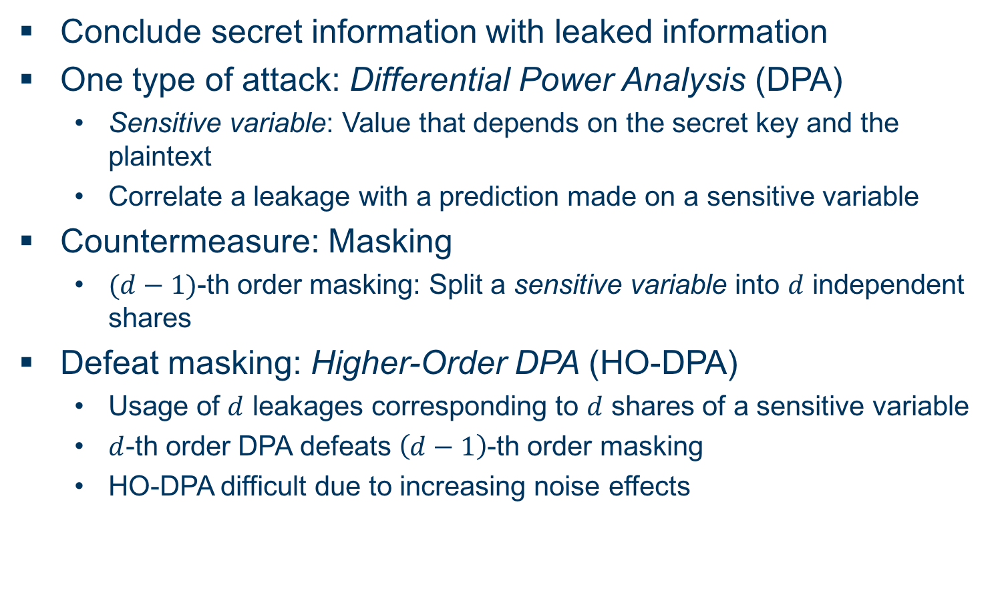 ▪ Conclude secret information with leaked information
▪ One type of attack: Differential Power Analysis (DPA)
• Sensitive variable: Value that depends on the secret key and the
plaintext
• Correlate a leakage with a prediction made on a sensitive variable
▪ Countermeasure: Masking
• (𝑑 − 1)-th order masking: Split a sensitive variable into 𝑑 independent
shares
▪ Defeat masking: Higher-Order DPA (HO-DPA)
• Usage of 𝑑 leakages corresponding to 𝑑 shares of a sensitive variable
• 𝑑-th order DPA defeats (𝑑 − 1)-th order masking
• HO-DPA difficult due to increasing noise effects